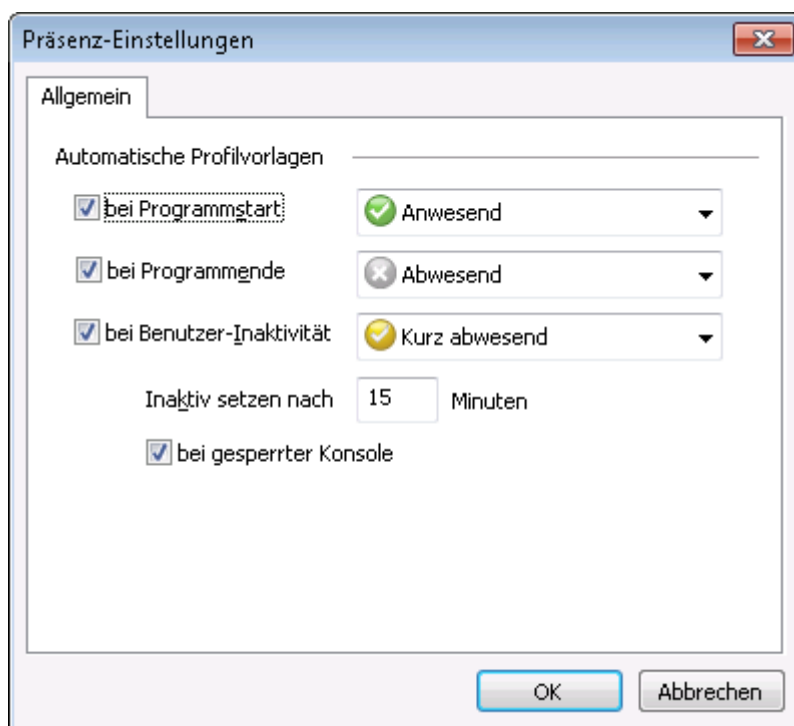 Präsenz-Einstellungen
Allgemein
Automatische Profilvorlagen
bei Programmstart Anwesend
bei Programmende Abwesend
bei Benutzer-Inaktivität Kurz abwesend
Inaktiv setzen nach 15 Minuten
bei gesperrter Konsole
OK Abbrechen